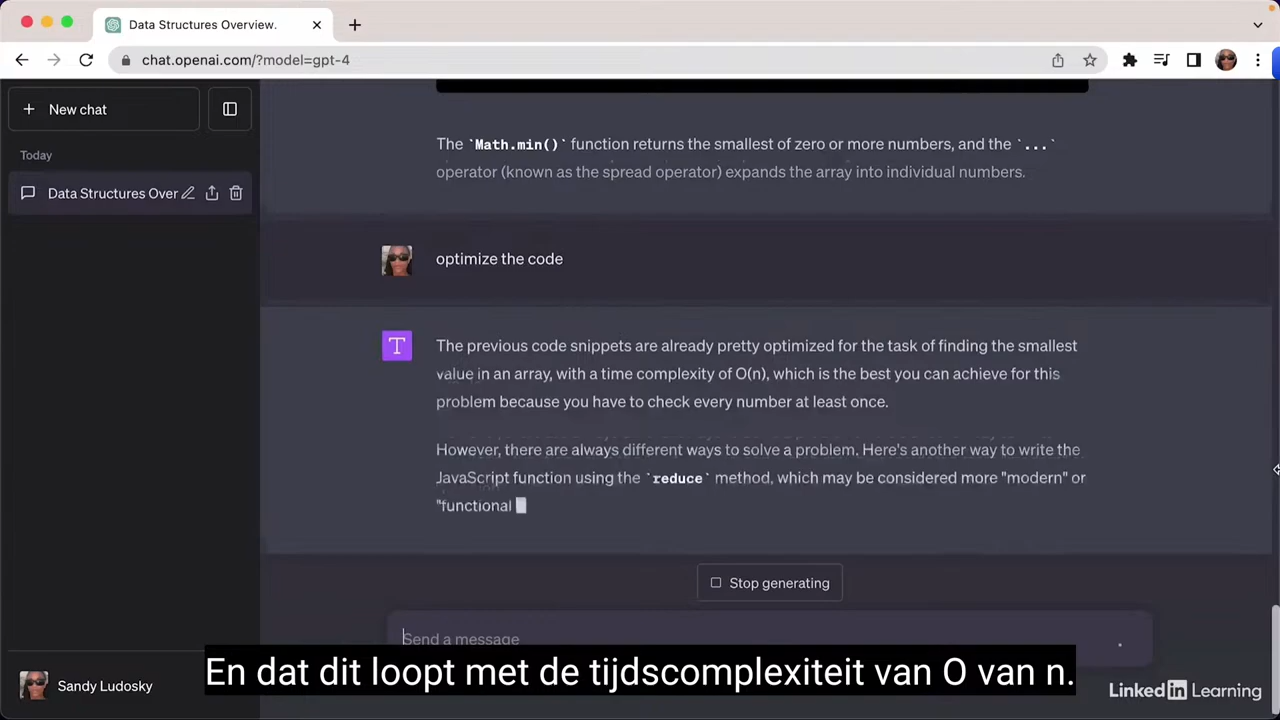 Data Structures Overview.
chat.openai.com/?model=gpt-4
New chat
Today
Data Structures Over
The `Math.min()` function returns the smallest of zero or more numbers, and the `...`
operator (known as the spread operator) expands the array into individual numbers.
optimize the code
T
The previous code snippets are already pretty optimized for the task of finding the smallest
value in an array, with a time complexity of O(n), which is the best you can achieve for this
problem because you have to check every number at least once.
However, there are always different ways to solve a problem. Here's another way to write the
JavaScript function using the `reduce` method, which may be considered more "modern" or
"functional
Stop generating
Send a message
Sandy Ludosky
En dat dit loopt met de tijdscomplexiteit van O van n.
LinkedIn Learning